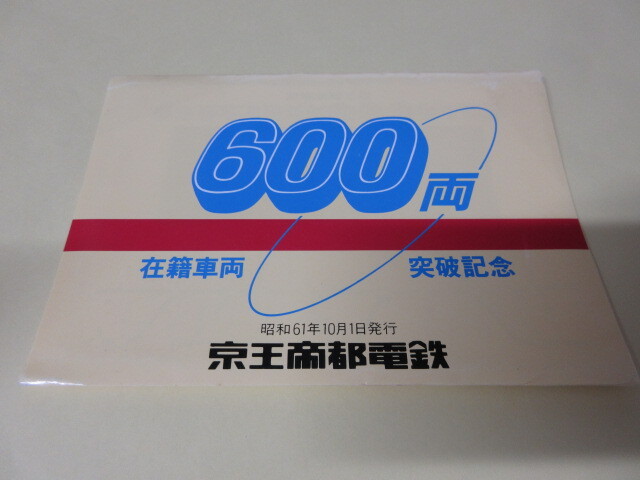 600両
在籍車両 突破記念
昭和61年10月1日発行
京王帝都電鉄